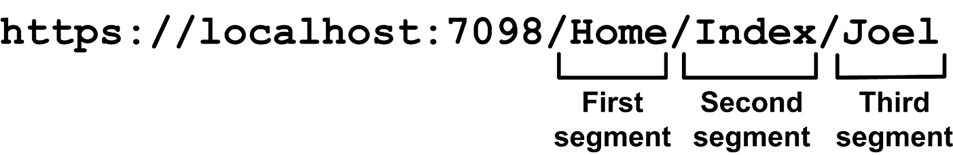 https://localhost:7098/Home/Index/Joel
First segment
Second segment
Third segment